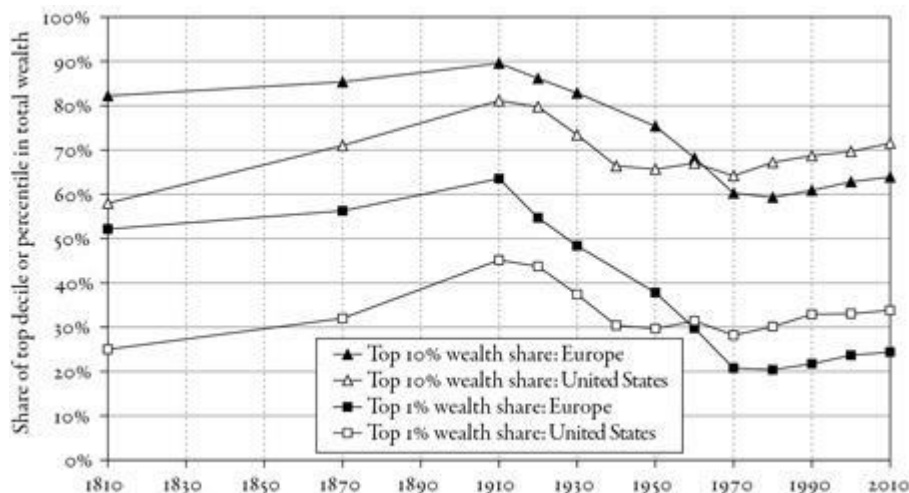 Share of top decile or percentile in total wealth
100%
90%
80%
70%
60%
50%
40%
30%
20%
10%
0%
Top 10% wealth share: Europe
Top 10% wealth share: United States
Top 1% wealth share: Europe
Top 1% wealth share: United States
1810 1830 1850 1870 1890 1910 1930 1950 1970 1990 2010